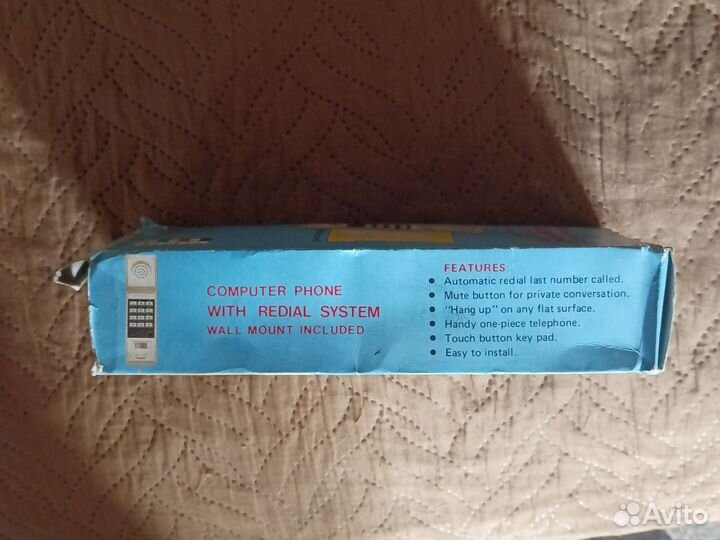 COMPUTER PHONE
WITH REDIAL SYSTEM
WALL MOUNT INCLUDED
FEATURES:
• Automatic redial last number called.
• Mute button for private conversation.
• "Hang up" on any flat surface.
• Handy one-piece telephone.
• Touch button key pad.
• Easy to install.
Avito